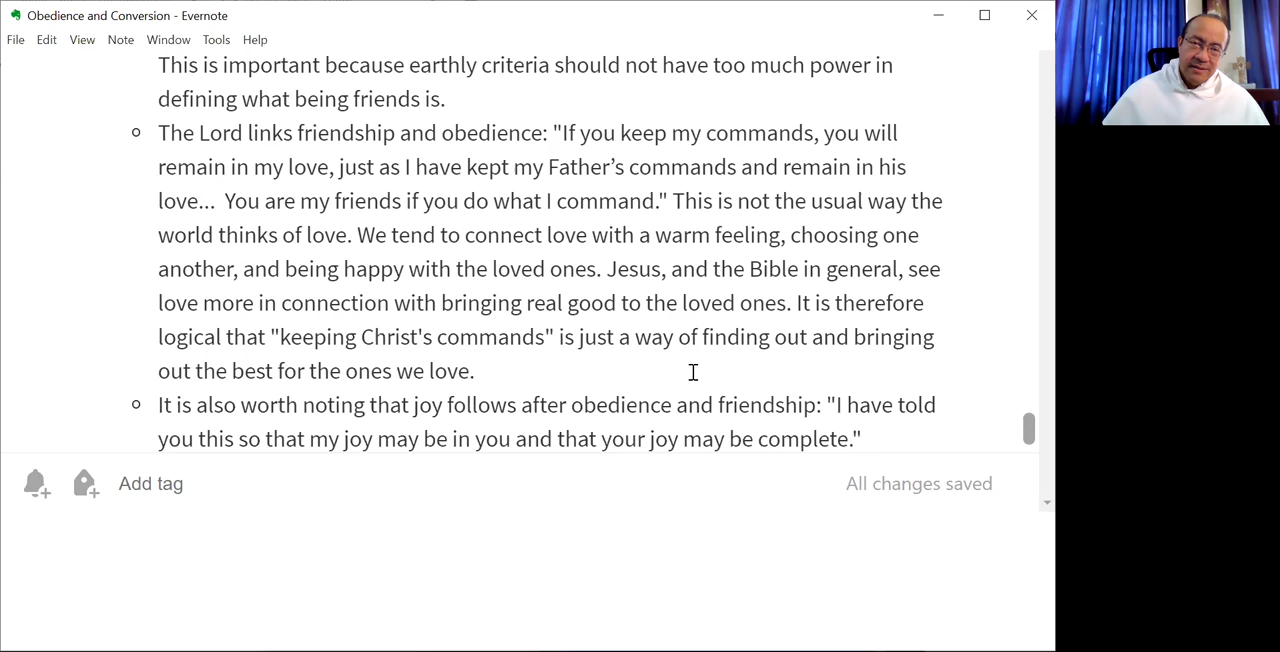 Obedience and Conversion - Evernote
File Edit View Note Window Tools Help
This is important because earthly criteria should not have too much power in
defining what being friends is.
The Lord links friendship and obedience: "If you keep my commands, you will
remain in my love, just as I have kept my Father’s commands and remain in his
love...  You are my friends if you do what I command." This is not the usual way the
world thinks of love. We tend to connect love with a warm feeling, choosing one
another, and being happy with the loved ones. Jesus, and the Bible in general, see
love more in connection with bringing real good to the loved ones. It is therefore
logical that "keeping Christ's commands" is just a way of finding out and bringing
out the best for the ones we love.
It is also worth noting that joy follows after obedience and friendship: "I have told
you this so that my joy may be in you and that your joy may be complete."
Add tag
All changes saved